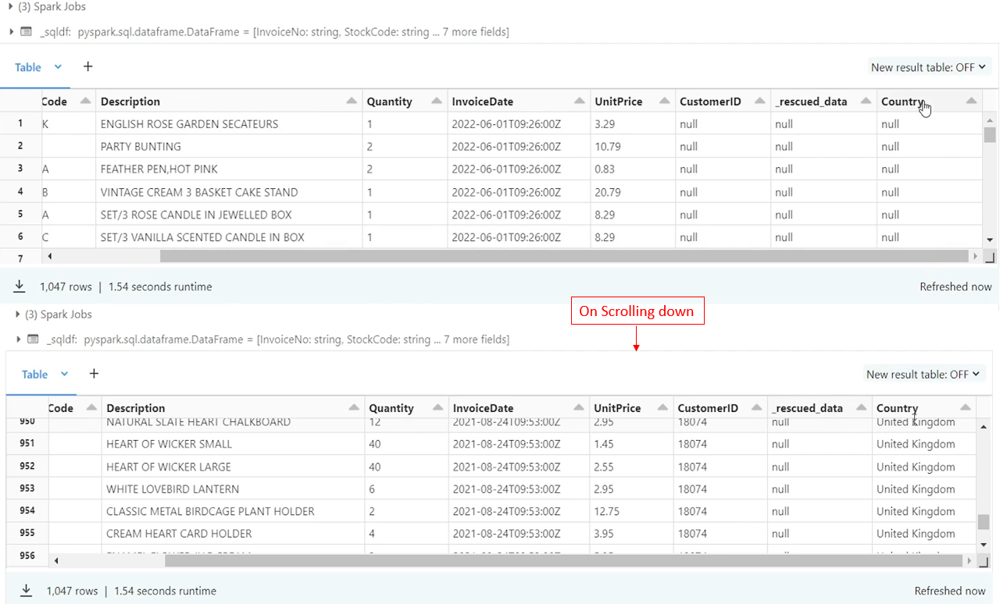 (3) Spark Jobs
_sqldf: pyspark.sql.dataframe.DataFrame = [InvoiceNo: string, StockCode: string ... 7 more fields]
Table + New result table: OFF
Code Description Quantity InvoiceDate UnitPrice CustomerID _rescued_data Country
1 K ENGLISH ROSE GARDEN SECATEURS 1 2022-06-01T09:26:00Z 3.29 null null null
2 PARTY BUNTING 2 2022-06-01T09:26:00Z 10.79 null null null
3 A FEATHER PEN,HOT PINK 2 2022-06-01T09:26:00Z 0.83 null null null
4 B VINTAGE CREAM 3 BASKET CAKE STAND 1 2022-06-01T09:26:00Z 20.79 null null null
5 A SET/3 ROSE CANDLE IN JEWELLED BOX 1 2022-06-01T09:26:00Z 8.29 null null null
6 C SET/3 VANILLA SCENTED CANDLE IN BOX 1 2022-06-01T09:26:00Z 8.29 null null null
7
1,047 rows | 1.54 seconds runtime Refreshed now
On Scrolling down
(3) Spark Jobs
_sqldf: pyspark.sql.dataframe.DataFrame = [InvoiceNo: string, StockCode: string ... 7 more fields]
Table + New result table: OFF
Code Description Quantity InvoiceDate UnitPrice CustomerID _rescued_data Country
950 NATURAL SLATE HEART CHALKBOARD 12 2021-08-24T09:53:00Z 2.95 18074 null United Kingdom
951 HEART OF WICKER SMALL 40 2021-08-24T09:53:00Z 1.45 18074 null United Kingdom
952 HEART OF WICKER LARGE 40 2021-08-24T09:53:00Z 2.55 18074 null United Kingdom
953 WHITE LOVEBIRD LANTERN 6 2021-08-24T09:53:00Z 2.95 18074 null United Kingdom
954 CLASSIC METAL BIRDCAGE PLANT HOLDER 2 2021-08-24T09:53:00Z 12.75 18074 null United Kingdom
955 CREAM HEART CARD HOLDER 4 2021-08-24T09:53:00Z 3.95 18074 null United Kingdom
956
1,047 rows | 1.54 seconds runtime Refreshed now